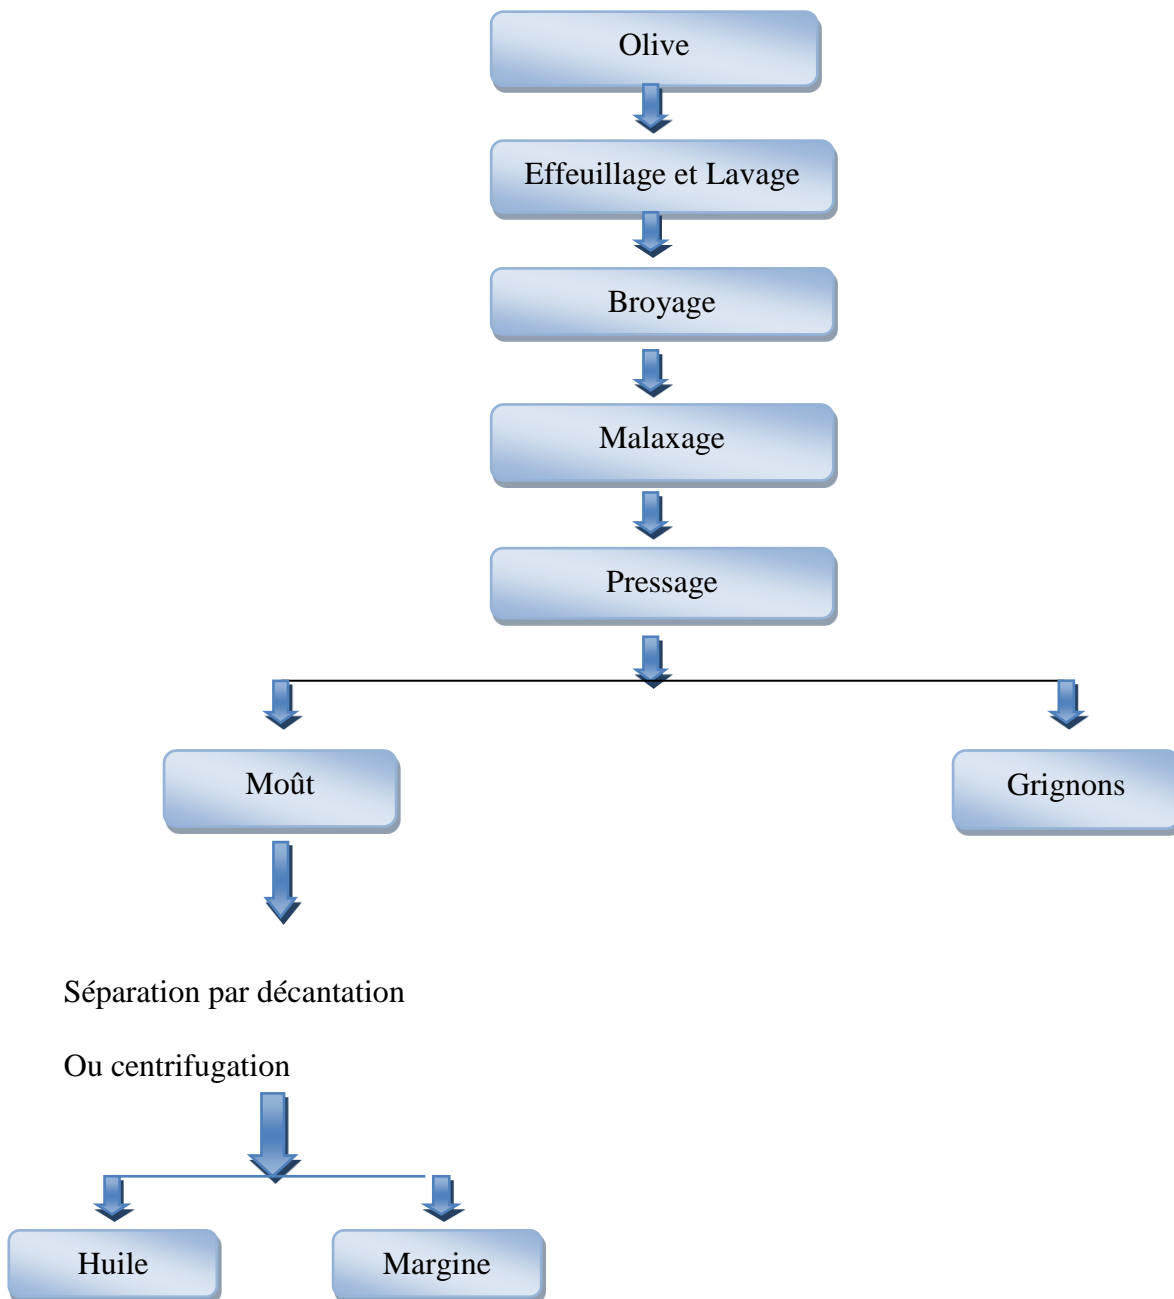 Olive
Effeuillage et Lavage
Broyage
Malaxage
Pressage
Moût
Grignons
Séparation par décantation
Ou centrifugation
Huile
Margine